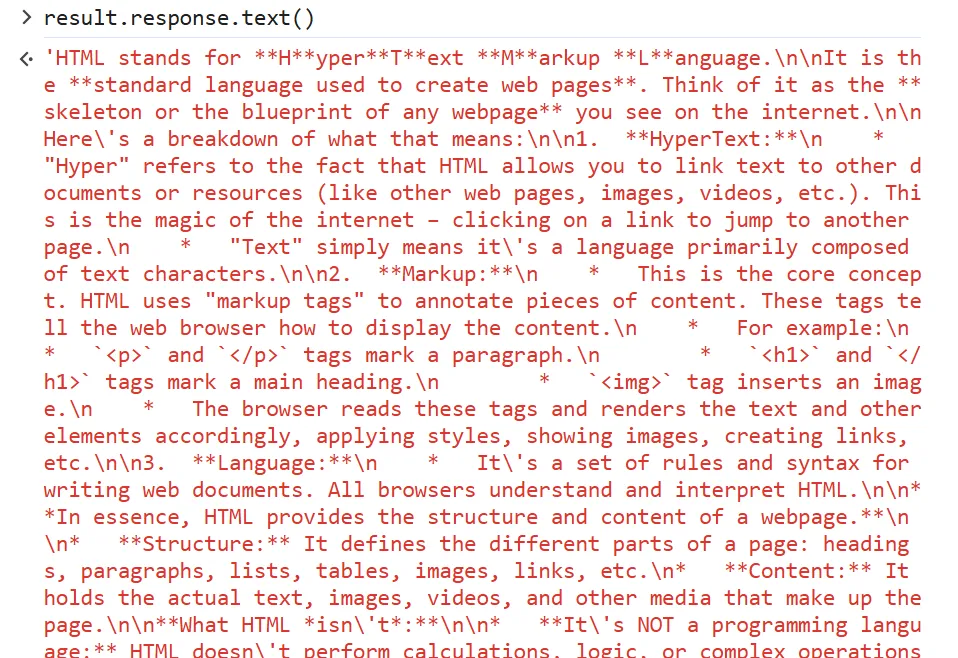 > result.response.text()
'HTML stands for **H**yper**T**ext **M**arkup **L**anguage.\n\nIt is th
e **standard language used to create web pages**. Think of it as the **
skeleton or the blueprint of any webpage** you see on the internet.\n\n
Here\'s a breakdown of what that means:\n\n1.  **HyperText:**\n    *   
"Hyper" refers to the fact that HTML allows you to link text to other d
ocuments or resources (like other web pages, images, videos, etc.). Thi
s is the magic of the internet – clicking on a link to jump to another 
page.\n    *   "Text" simply means it\'s a language primarily composed 
of text characters.\n\n2.  **Markup:**\n    *   This is the core concep
t. HTML uses "markup tags" to annotate pieces of content. These tags te
ll the web browser how to display the content.\n    *   For example:\n        
*   `<p>` and `</p>` tags mark a paragraph.\n        *   `<h1>` and `</
h1>` tags mark a main heading.\n        *   `<img>` tag inserts an imag
e.\n    *   The browser reads these tags and renders the text and other 
elements accordingly, applying styles, showing images, creating links, 
etc.\n\n3.  **Language:**\n    *   It\'s a set of rules and syntax for 
writing web documents. All browsers understand and interpret HTML.\n\n*
*In essence, HTML provides the structure and content of a webpage.**\n
\n*   **Structure:** It defines the different parts of a page: heading
s, paragraphs, lists, tables, images, links, etc.\n*   **Content:** It 
holds the actual text, images, videos, and other media that make up the 
page.\n\n**What HTML *isn\'t*:**\n\n*   **It\'s NOT a programming langu
age:** HTML doesn\'t perform calculations, logic, or complex operations